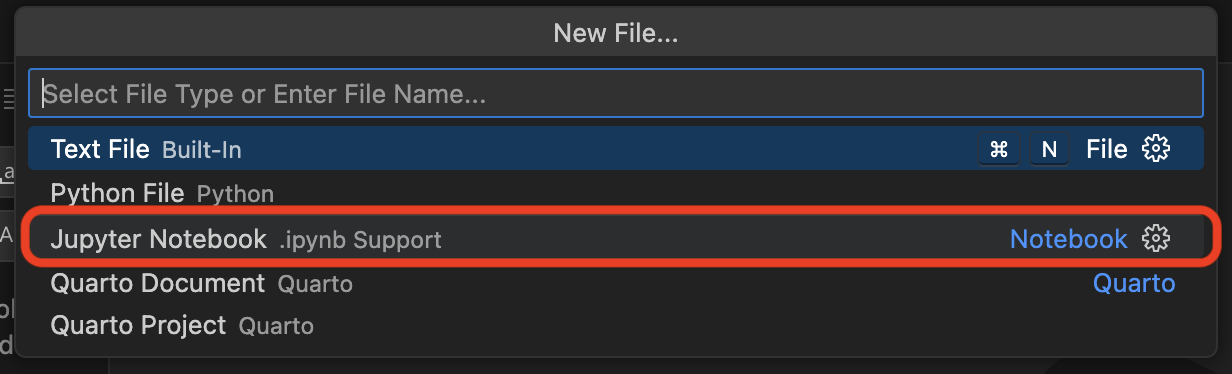 New File...
Select File Type or Enter File Name...
Text File Built-In ⌘ N File
Python File Python
Jupyter Notebook .ipynb Support Notebook
Quarto Document Quarto Quarto
Quarto Project Quarto